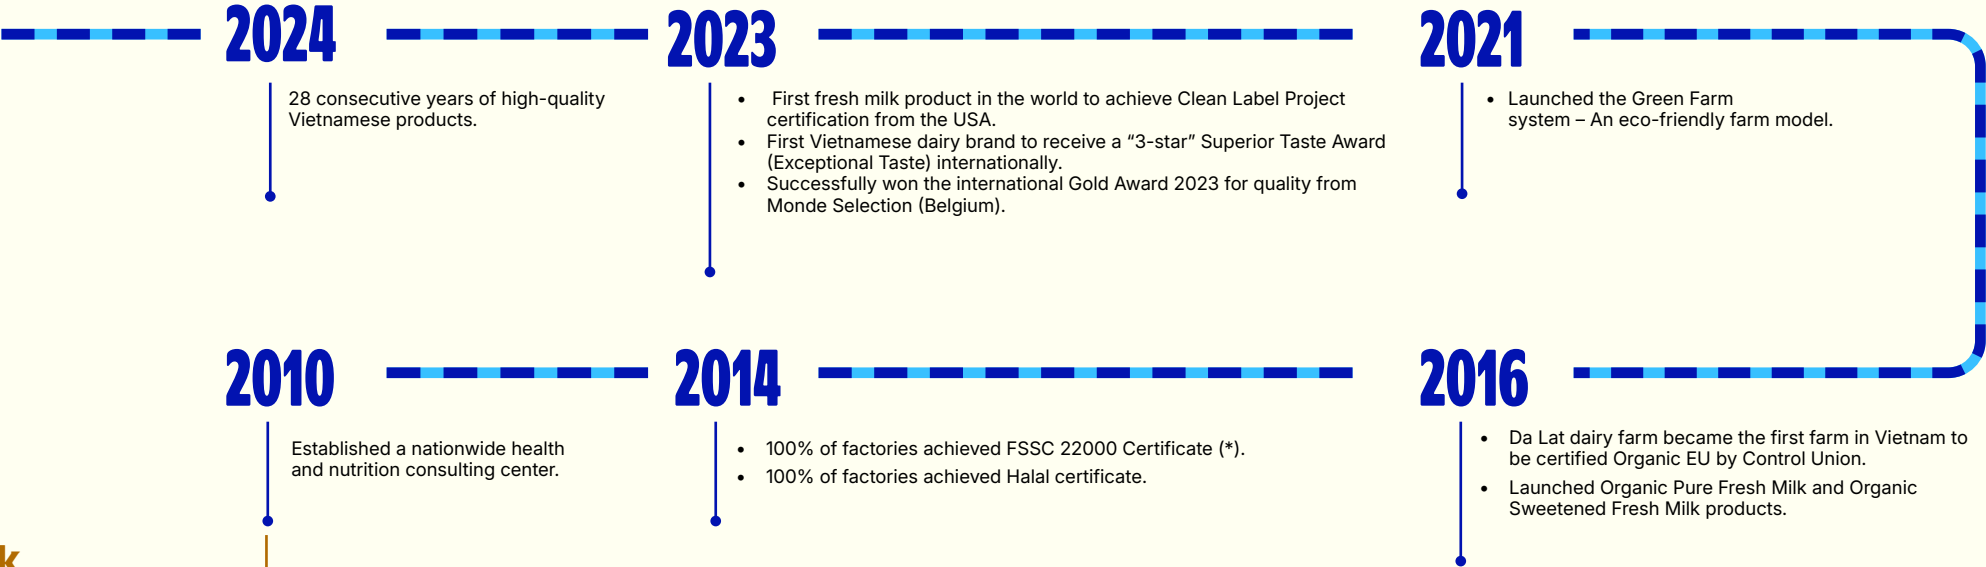 2024
28 consecutive years of high-quality
Vietnamese products.
2023
• First fresh milk product in the world to achieve Clean Label Project
certification from the USA.
• First Vietnamese dairy brand to receive a “3-star” Superior Taste Award
(Exceptional Taste) internationally.
• Successfully won the international Gold Award 2023 for quality from
Monde Selection (Belgium).
2021
• Launched the Green Farm
system – An eco-friendly farm model.
2010
Established a nationwide health
and nutrition consulting center.
2014
• 100% of factories achieved FSSC 22000 Certificate (*).
• 100% of factories achieved Halal certificate.
2016
• Da Lat dairy farm became the first farm in Vietnam to
be certified Organic EU by Control Union.
• Launched Organic Pure Fresh Milk and Organic
Sweetened Fresh Milk products.